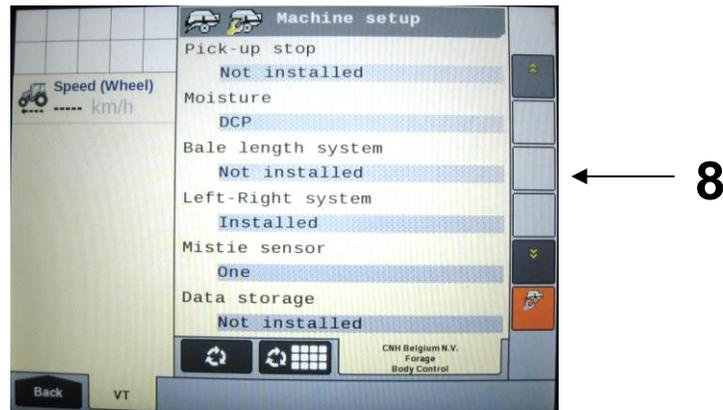 Machine setup
Speed (Wheel)
----- km/h
Pick-up stop
Not installed
Moisture
DCP
Bale length system
Not installed
Left-Right system
Installed
Mistie sensor
One
Data storage
Not installed
CNH Belgium N.V.
Forage
Body Control
Back
VT
8